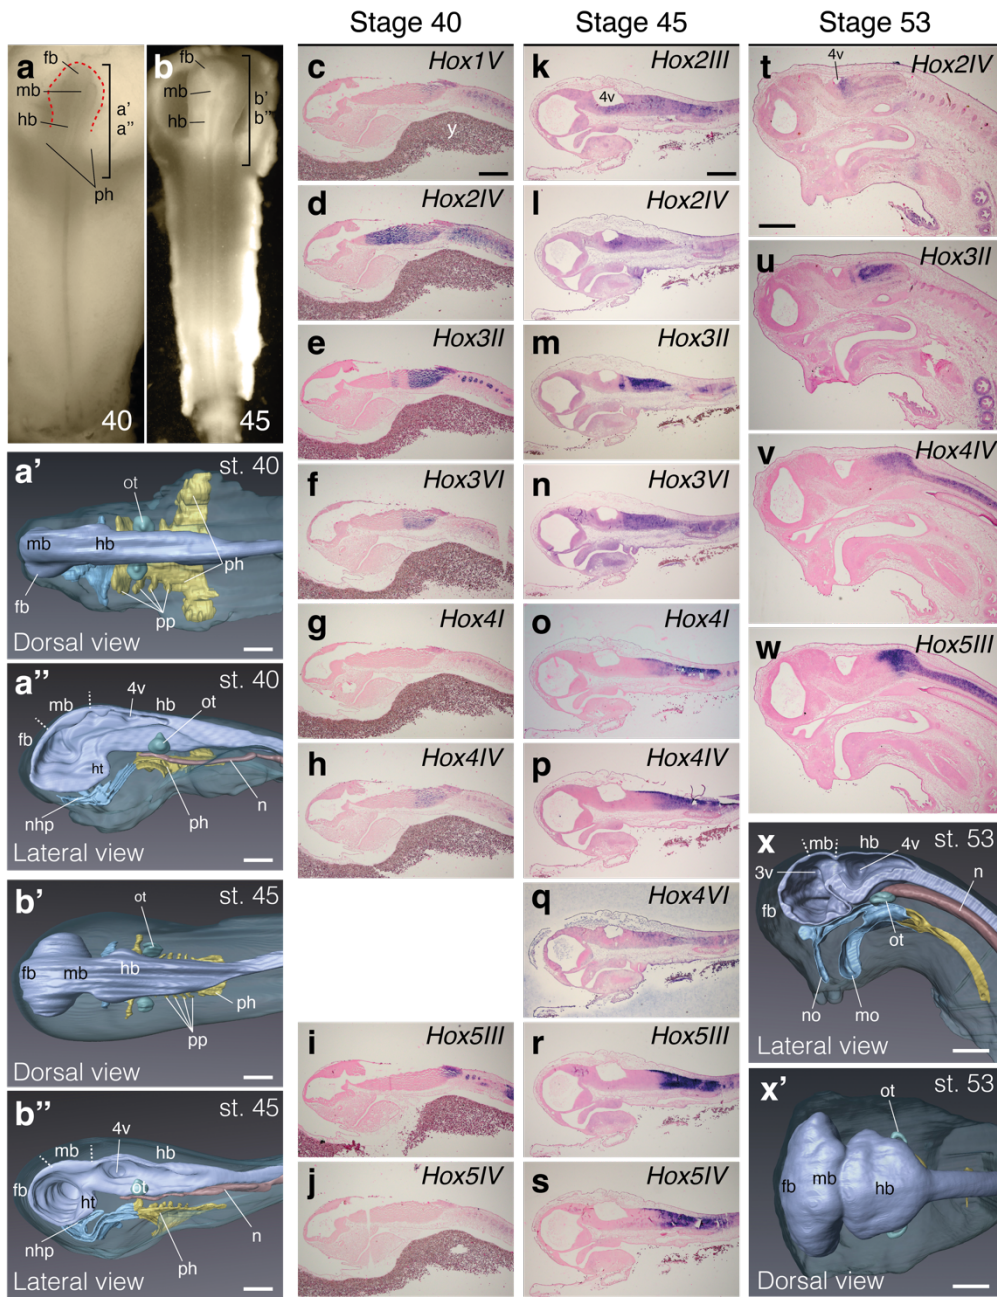 Stage 40
Stage 45
Stage 53
a
fb
mb
hb
a'
a''
ph
40
b
fb
mb
hb
b'
b''
45
a'
st. 40
ot
mb
hb
ph
fb
pp
Dorsal view
a''
st. 40
mb
4v
hb
ot
fb
ht
nhp
ph
n
Lateral view
b'
st. 45
ot
fb
mb
hb
ph
pp
Dorsal view
b''
st. 45
4v
mb
hb
fb
ht
ot
nhp
ph
n
Lateral view
c
Hox1V
y
d
Hox2IV
e
Hox3II
f
Hox3VI
g
Hox4I
h
Hox4IV
i
Hox5III
j
Hox5IV
k
Hox2III
4v
l
Hox2IV
m
Hox3II
n
Hox3VI
o
Hox4I
p
Hox4IV
q
Hox4VI
r
Hox5III
s
Hox5IV
t
4v
Hox2IV
u
Hox3II
v
Hox4IV
w
Hox5III
x
st. 53
mb
hb
4v
3v
n
fb
ot
no
mo
Lateral view
x'
st. 53
ot
fb
mb
hb
Dorsal view